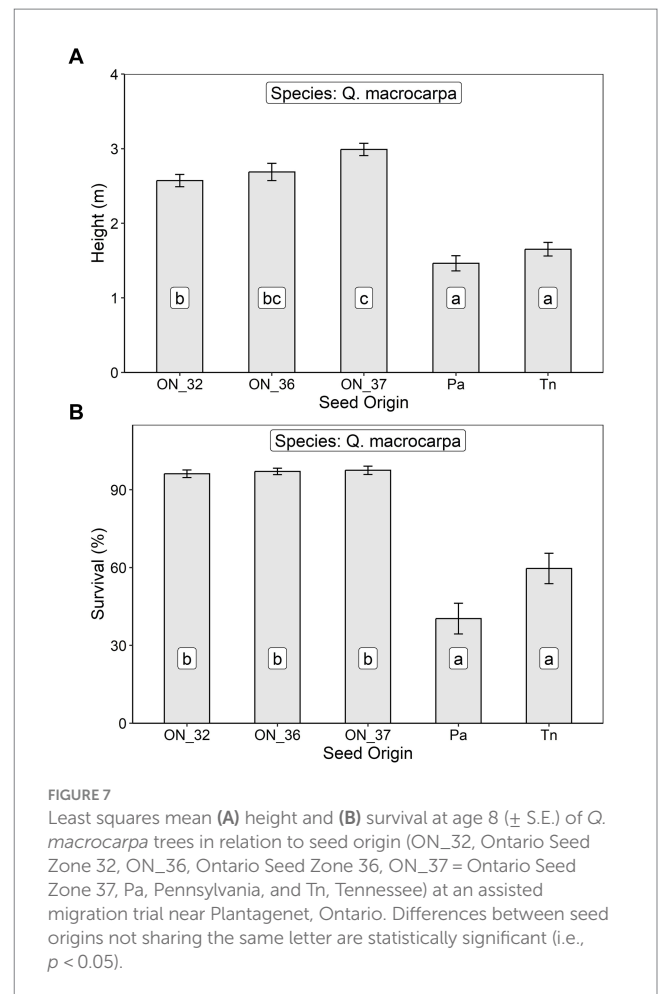 A
Species: Q. macrocarpa
Height (m)
4
3
2
1
0
b
bc
c
a
a
ON_32
ON_36
ON_37
Pa
Tn
Seed Origin
B
Species: Q. macrocarpa
Survival (%)
90
60
30
0
b
b
b
a
a
ON_32
ON_36
ON_37
Pa
Tn
Seed Origin
FIGURE 7
Least squares mean (A) height and (B) survival at age 8 (± S.E.) of Q.
macrocarpa trees in relation to seed origin (ON_32, Ontario Seed
Zone 32, ON_36, Ontario Seed Zone 36, ON_37 = Ontario Seed
Zone 37, Pa, Pennsylvania, and Tn, Tennessee) at an assisted
migration trial near Plantagenet, Ontario. Differences between seed
origins not sharing the same letter are statistically significant (i.e.,
p < 0.05).